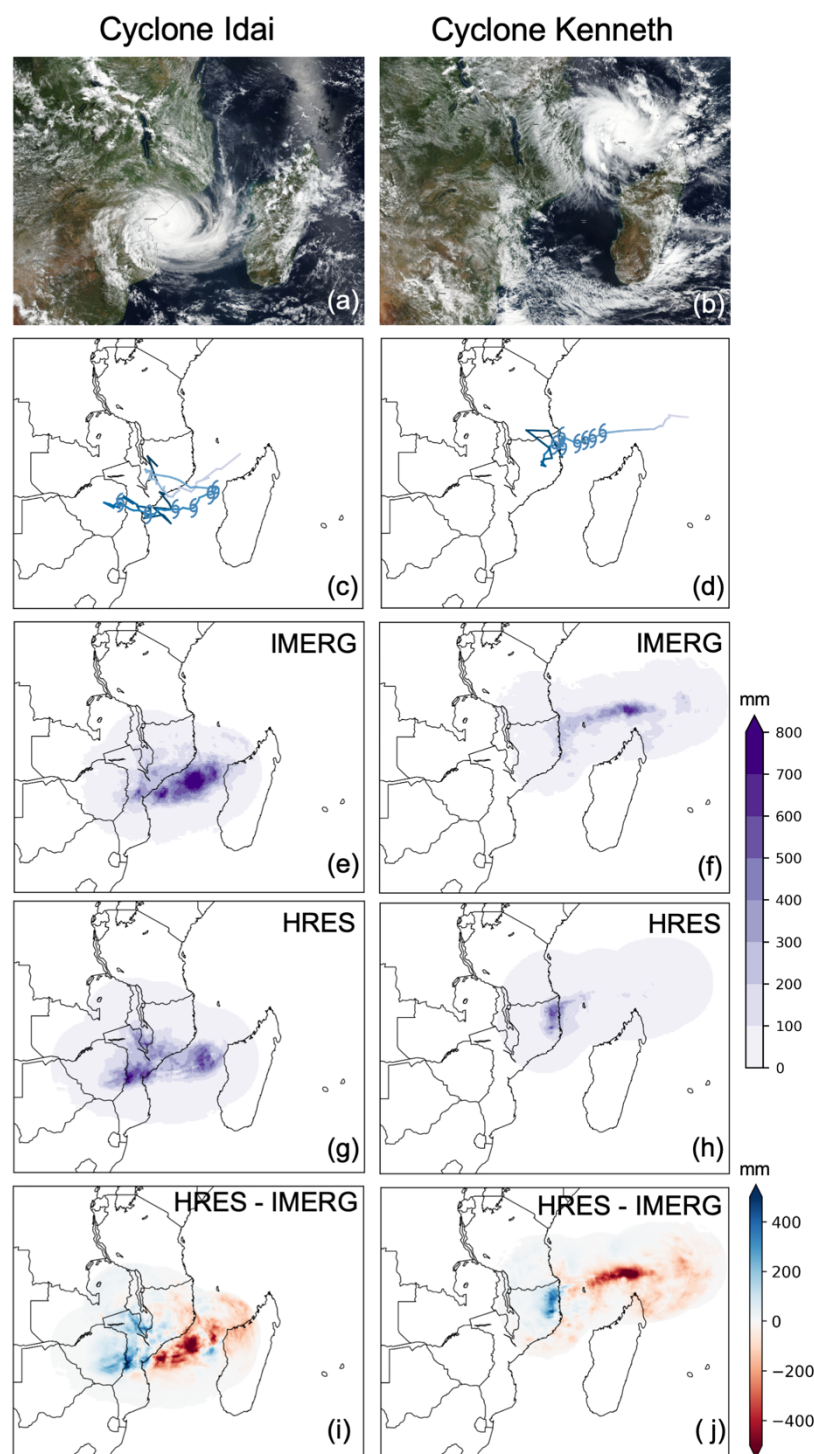 Cyclone Idai
Cyclone Kenneth
(a)
(b)
(c)
(d)
IMERG
(e)
IMERG
(f)
mm
800
700
600
500
400
300
200
100
0
HRES
(g)
HRES
(h)
HRES - IMERG
(i)
HRES - IMERG
( j)
mm
400
200
0
−200
−400